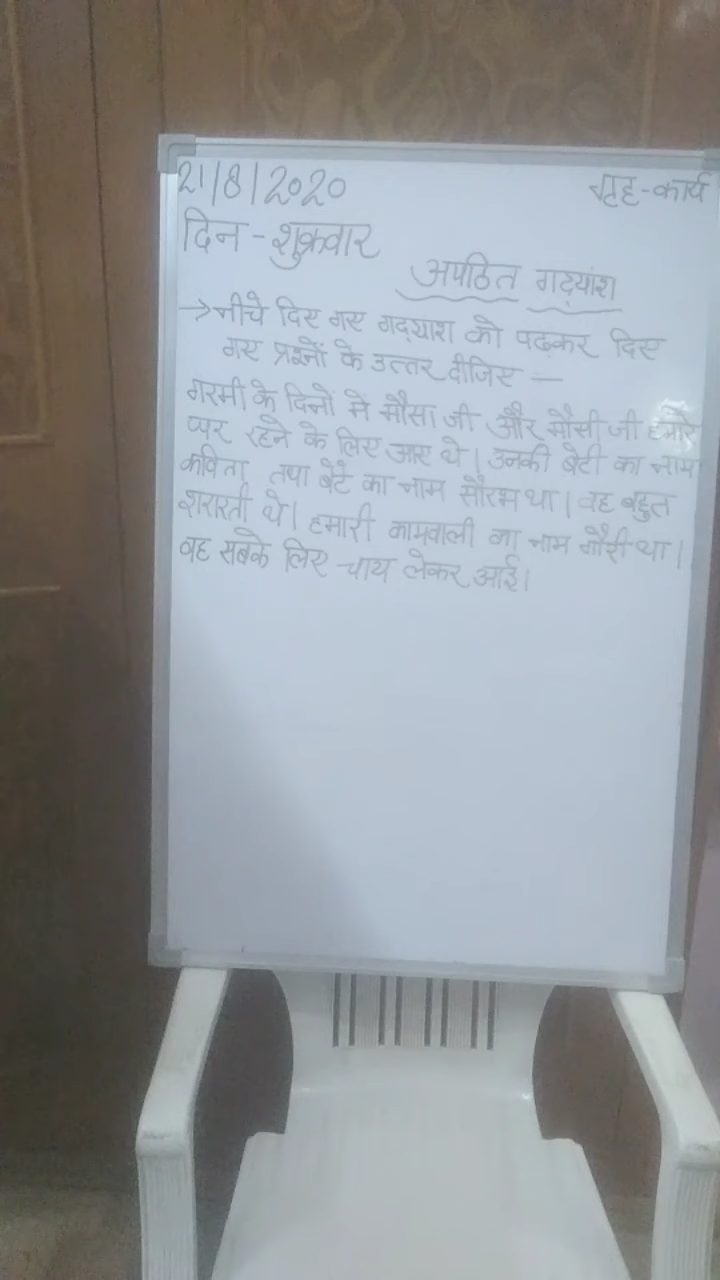 21/8/2020 गृह-कार्य
दिन - शुक्रवार
अपठित गद्यांश
→ नीचे दिए गए गद्यांश को पढ़कर दिए
गए प्रश्नों के उत्तर दीजिए —
गरमी के दिनों में मौसा जी और मौसी जी हमारे
घर रहने के लिए आए थे। उनकी बेटी का नाम
कविता तथा बेटे का नाम सौरभ था। वह बहुत
शरारती थे। हमारी कामवाली का नाम गौरी था।
वह सबके लिए चाय लेकर आई।